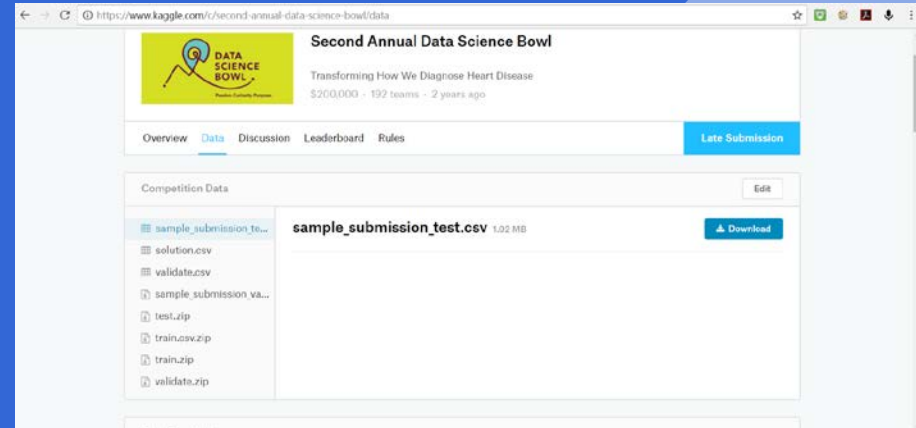 https://www.kaggle.com/c/second-annual-data-science-bowl/data
DATA
SCIENCE
BOWL
Second Annual Data Science Bowl
Transforming How We Diagnose Heart Disease
$200,000 · 192 teams · 2 years ago
Overview Data Discussion Leaderboard Rules Late Submission
Competition Data Edit
sample_submission_te...
solution.csv
validate.csv
sample_submission_va...
test.zip
train.csv.zip
train.zip
validate.zip
sample_submission_test.csv 1.02 MB Download